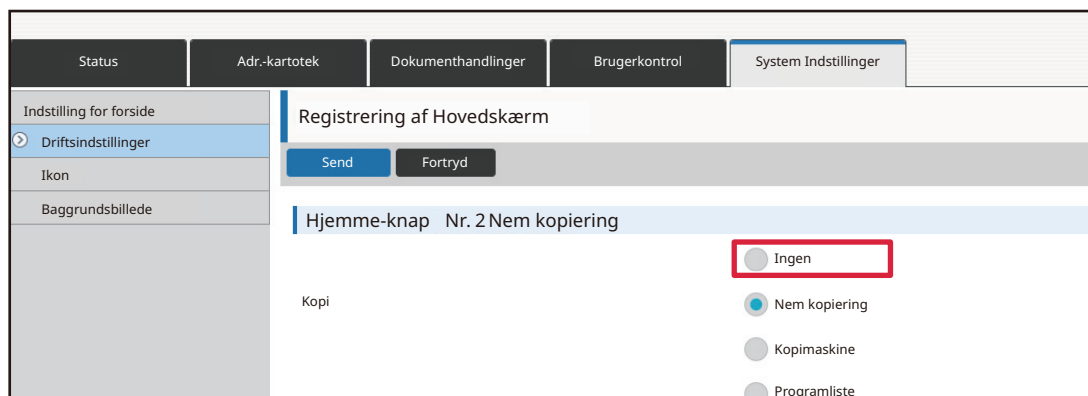 Status Adr.-kartotek Dokumenthandlinger Brugerkontrol System Indstillinger
Indstilling for forside
Driftsindstillinger
Ikon
Baggrundsbillede
Registrering af Hovedskærm
Send Fortryd
Hjemme-knap Nr. 2 Nem kopiering
Ingen
Kopi
Nem kopiering
Kopimaskine
Programliste